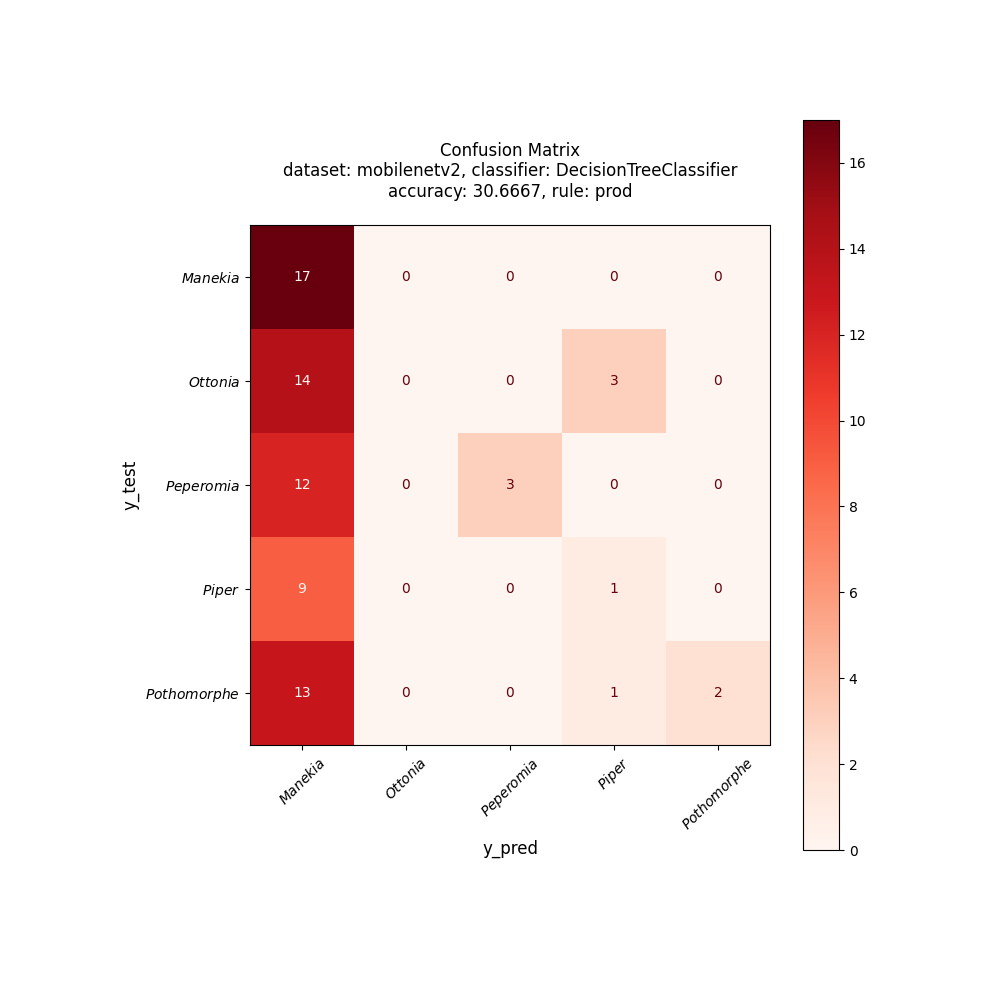 Confusion Matrix
dataset: mobilenetv2, classifier: DecisionTreeClassifier
accuracy: 30.6667, rule: prod
y_test
Manekia 17 0 0 0 0
Ottonia 14 0 0 3 0
Peperomia 12 0 3 0 0
Piper 9 0 0 1 0
Pothomorphe 13 0 0 1 2
Manekia Ottonia Peperomia Piper Pothomorphe
y_pred
16
14
12
10
8
6
4
2
0